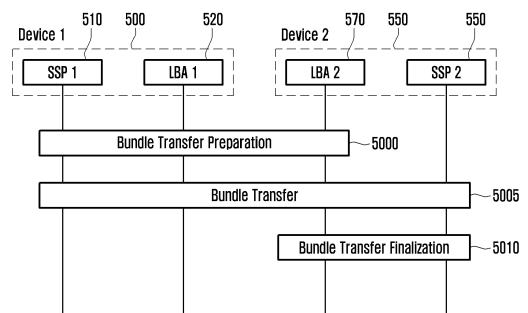 510 500 520 570 550 550
Device 1 Device 2
SSP 1 LBA 1 LBA 2 SSP 2
Bundle Transfer Preparation 5000
Bundle Transfer 5005
Bundle Transfer Finalization 5010